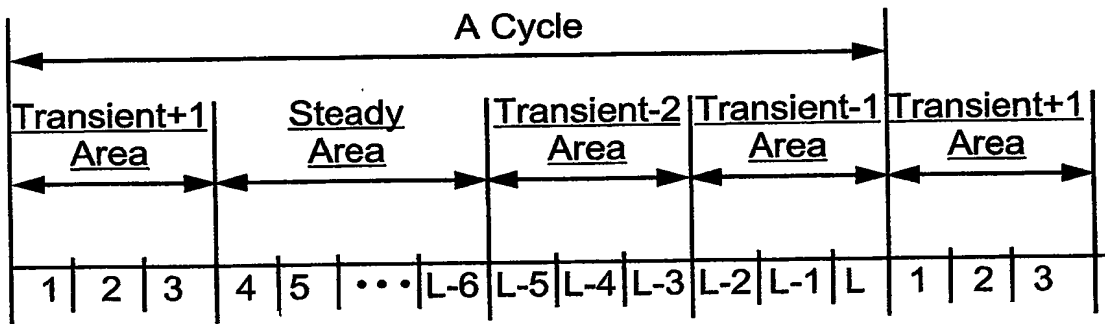 A Cycle
Transient+1 Area
Steady Area
Transient-2 Area
Transient-1 Area
Transient+1 Area
1 2 3 4 5 ••• L-6 L-5 L-4 L-3 L-2 L-1 L 1 2 3